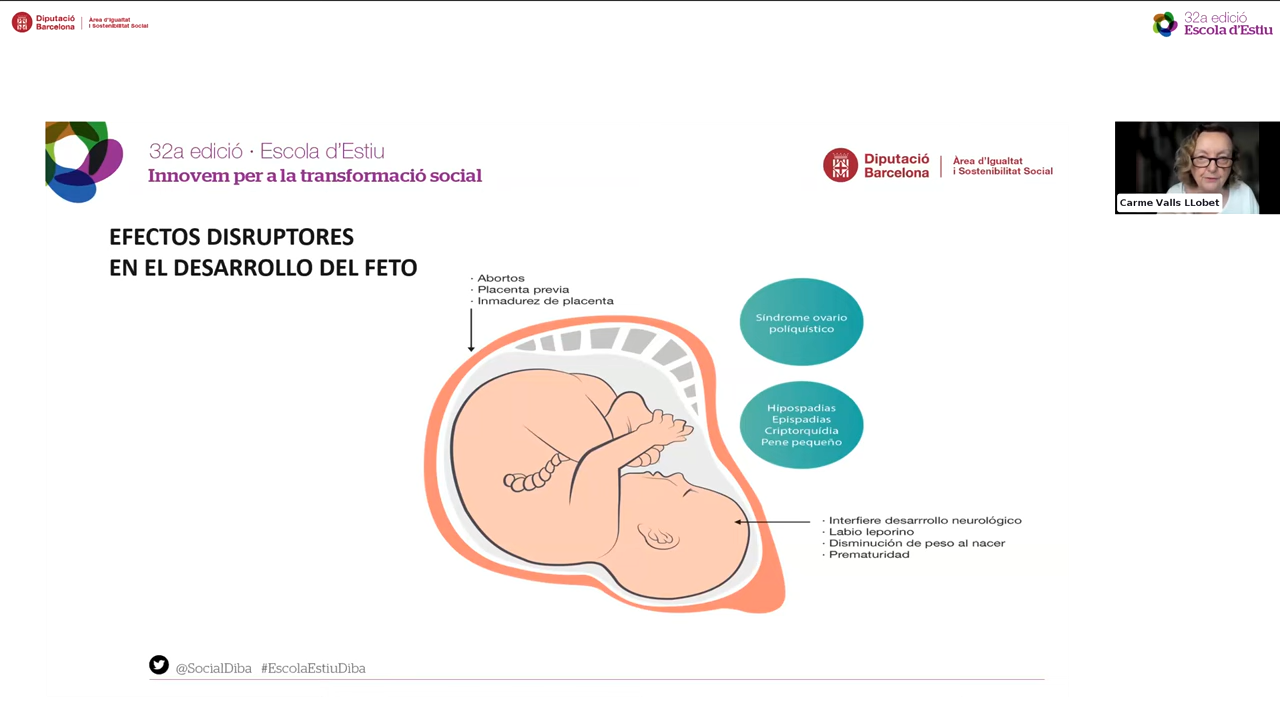 Diputació
Barcelona
Àrea d'Igualtat
i Sostenibilitat Social
32a edició
Escola d'Estiu
32a edició · Escola d'Estiu
Innovem per a la transformació social
Diputació
Barcelona
Àrea d'Igualtat
i Sostenibilitat Social
Carme Valls LLobet
EFECTOS DISRUPTORES
EN EL DESARROLLO DEL FETO
· Abortos
· Placenta previa
· Inmadurez de placenta
Síndrome ovario
poliquístico
Hipospadias
Epispadias
Criptorquídia
Pene pequeño
· Interfiere desarrrollo neurológico
· Labio leporino
· Disminución de peso al nacer
· Prematuridad
@SocialDiba #EscolaEstiuDiba